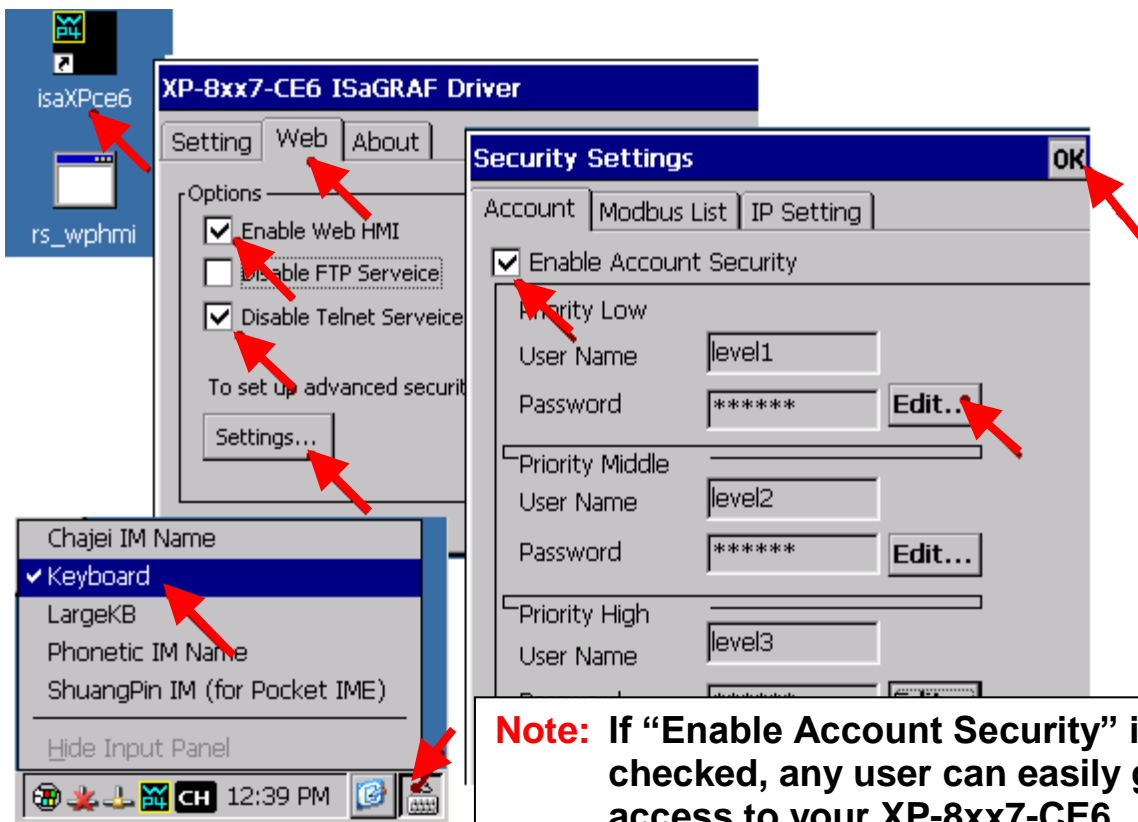 P4
isaXPce6
rs_wphmi
XP-8xx7-CE6 ISaGRAF Driver
Setting Web About
Options
Enable Web HMI
Disable FTP Serveice
Disable Telnet Serveice
To set up advanced securit
Settings...
Security Settings OK
Account Modbus List IP Setting
Enable Account Security
Priority Low
User Name level1
Password ****** Edit...
Priority Middle
User Name level2
Password ****** Edit...
Priority High
User Name level3
Chajei IM Name
Keyboard
LargeKB
Phonetic IM Name
ShuangPin IM (for Pocket IME)
Hide Input Panel
P4 CH 12:39 PM
Note: If “Enable Account Security” i
checked, any user can easily g
access to your XP-8xx7-CE6